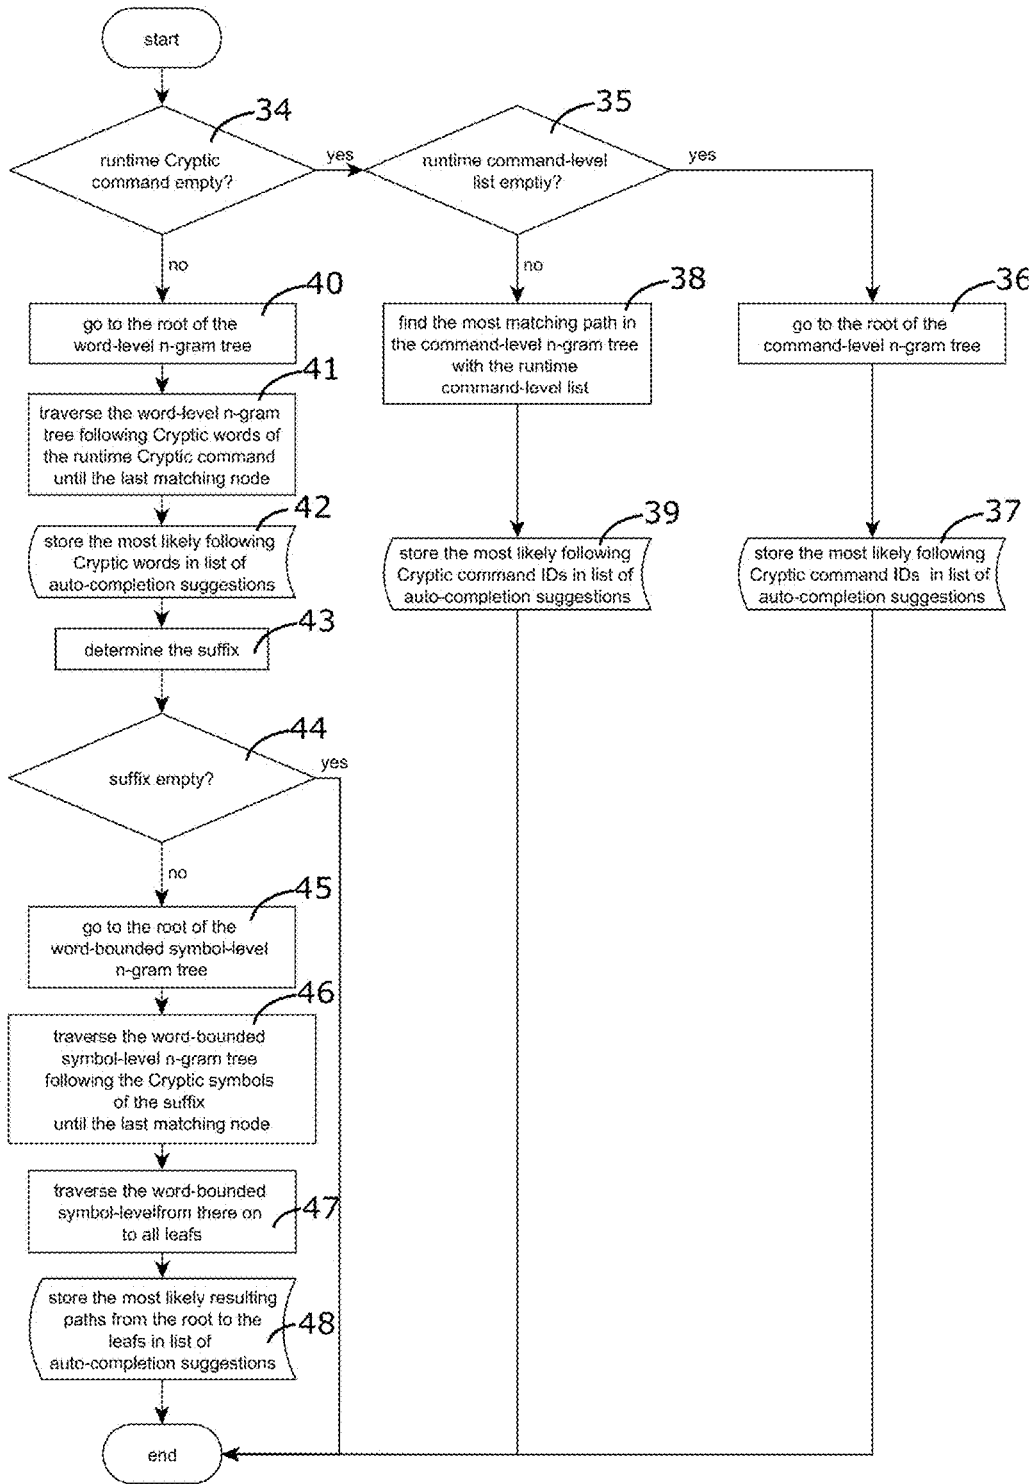 start
34
runtime Cryptic
command empty?
yes
35
runtime command-level
list emptiy?
yes
no
40
go to the root of the
word-level n-gram tree
41
traverse the word-level n-gram
tree following Cryptic words of
the runtime Cryptic command
until the last matching node
42
store the most likely following
Cryptic words in list of
auto-completion suggestions
43
determine the suffix
44
suffix empty?
yes
no
45
go to the root of the
word-bounded symbol-level
n-gram tree
46
traverse the word-bounded
symbol-level n-gram tree
following the Cryptic symbols
of the suffix
until the last matching node
traverse the word-bounded
symbol-levelfrom there on
to all leafs
47
store the most likely resulting
paths from the root to the
leafs in list of
auto-completion suggestions
48
end
no
38
find the most matching path in
the command-level n-gram tree
with the runtime
command-level list
39
store the most likely following
Cryptic command IDs in list of
auto-completion suggestions
36
go to the root of the
command-level n-gram tree
37
store the most likely following
Cryptic command IDs in list of
auto-completion suggestions